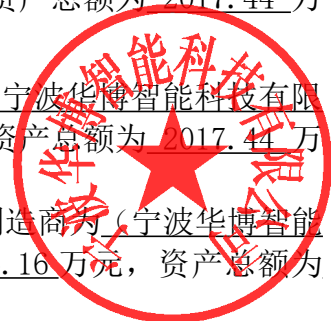 资产总额为 2017.44 万
宁波华博智能科技有限
资产总额为 2017.44 万
制造商为（宁波华博智能
.16 万元，资产总额为
宁波华博智能科技有限公司